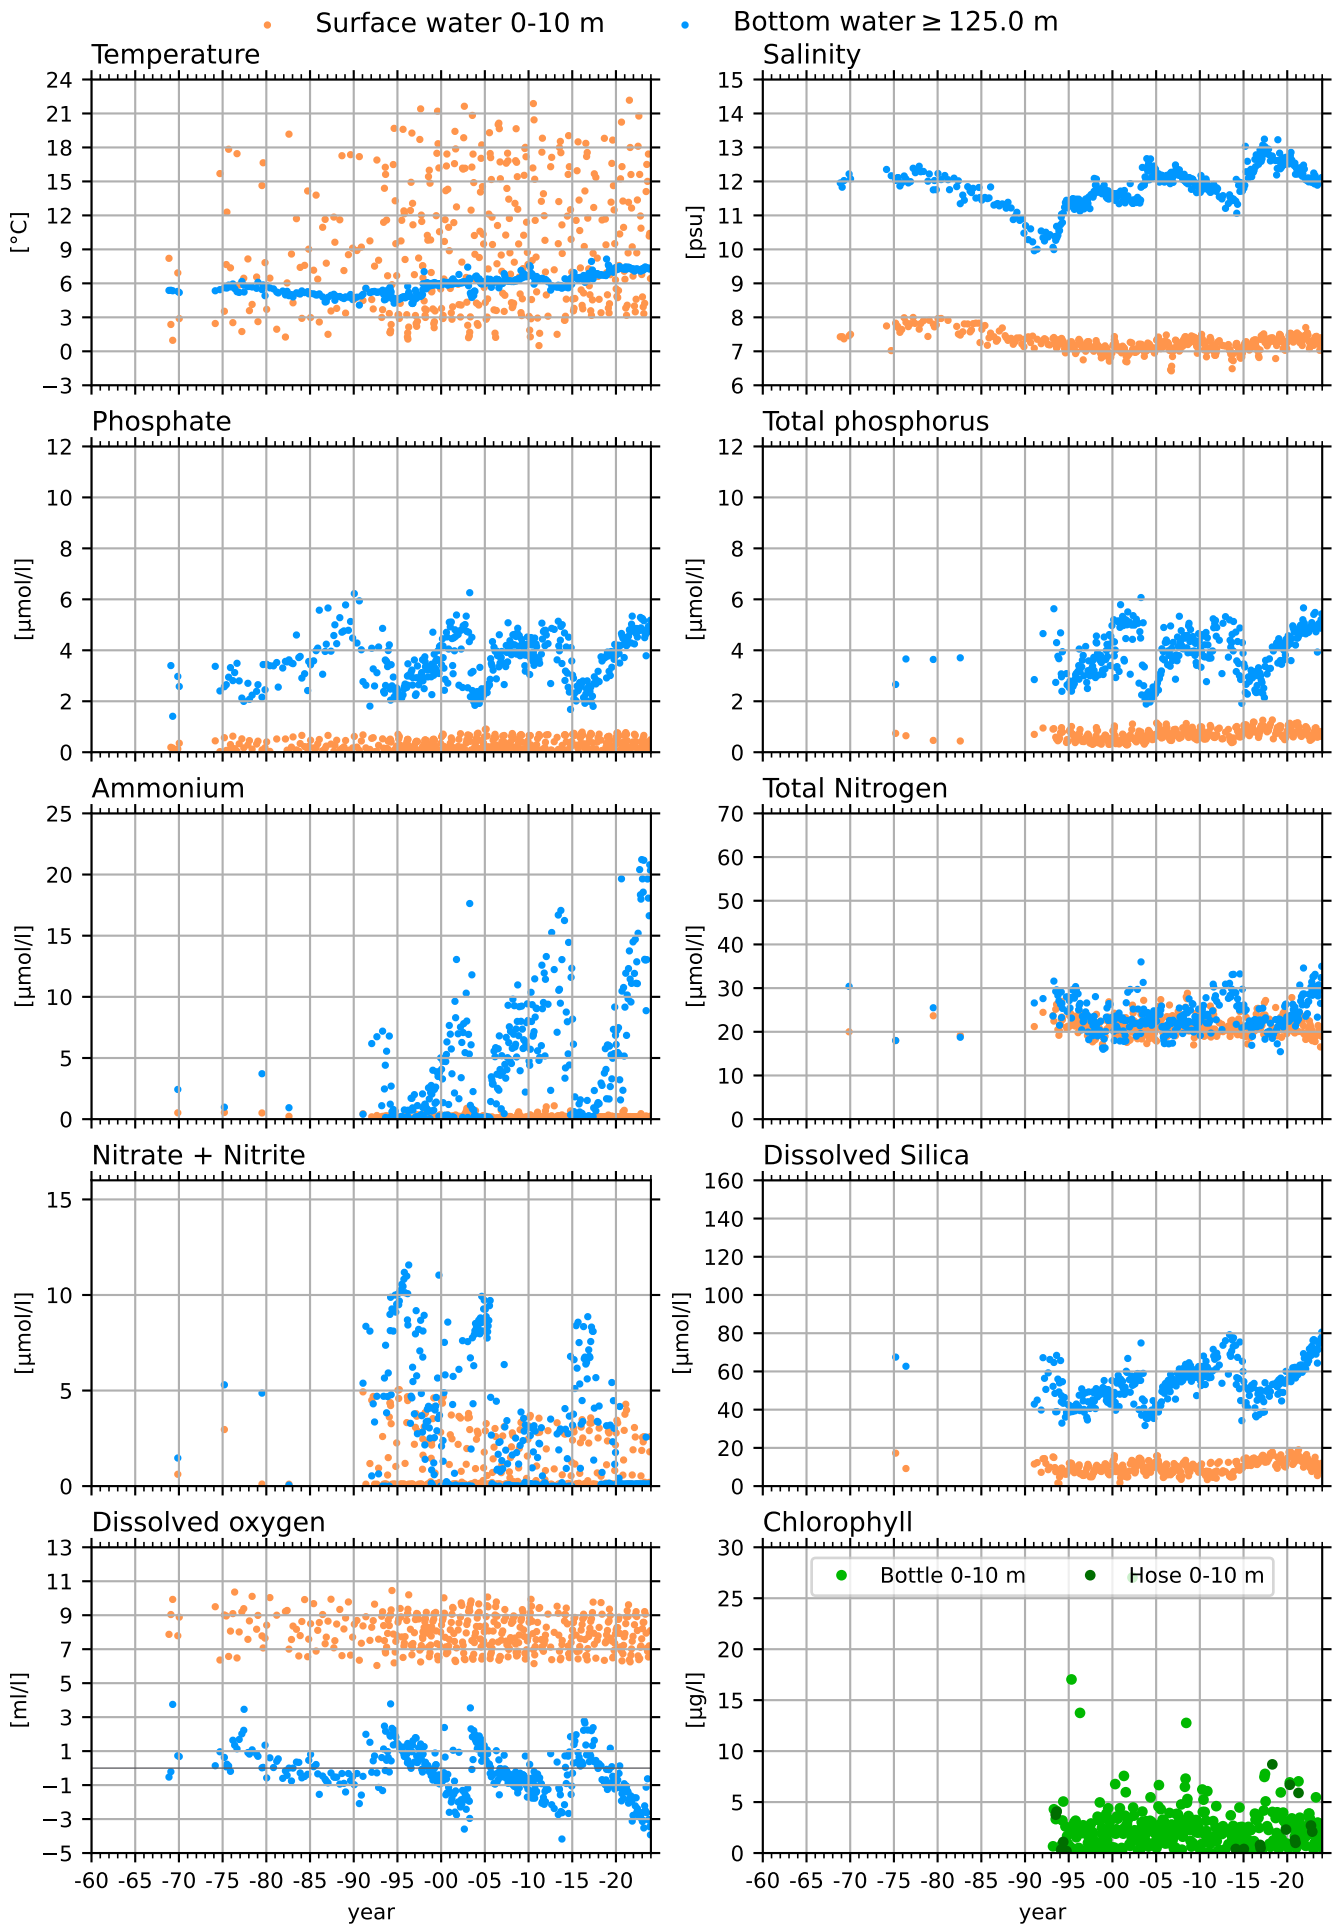 Surface water 0-10 m Bottom water ≥ 125.0 m
Temperature Salinity
24 21 18 15 12 9 6 3 0 −3
[°C]
15 14 13 12 11 10 9 8 7 6
[psu]
Phosphate Total phosphorus
12 10 8 6 4 2 0
[µmol/l]
12 10 8 6 4 2 0
[µmol/l]
Ammonium Total Nitrogen
25 20 15 10 5 0
[µmol/l]
70 60 50 40 30 20 10 0
[µmol/l]
Nitrate + Nitrite Dissolved Silica
15 10 5 0
[µmol/l]
160 140 120 100 80 60 40 20 0
[µmol/l]
Dissolved oxygen Chlorophyll
13 11 9 7 5 3 1 −1 −3 −5
[ml/l]
30 25 20 15 10 5 0
[µg/l]
Bottle 0-10 m Hose 0-10 m
-60 -65 -70 -75 -80 -85 -90 -95 -00 -05 -10 -15 -20
-60 -65 -70 -75 -80 -85 -90 -95 -00 -05 -10 -15 -20
year year